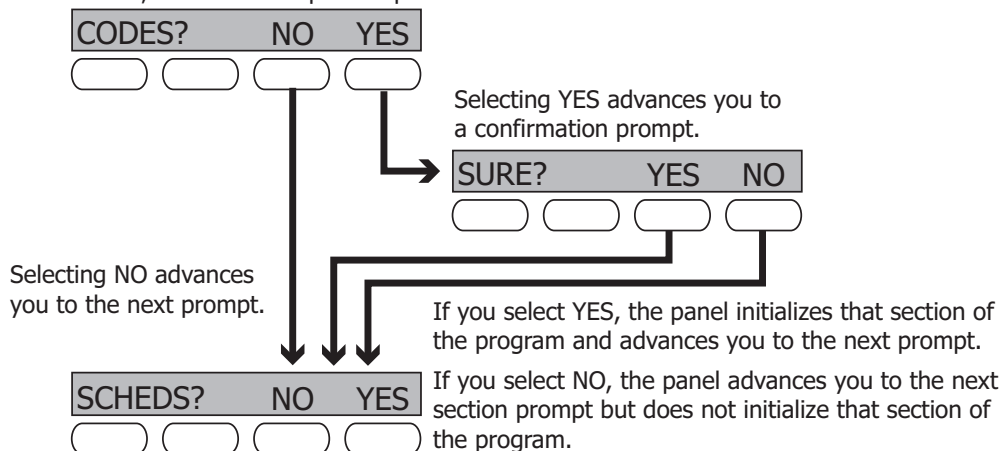 CODES? NO YES
Selecting YES advances you to
a confirmation prompt.
SURE? YES NO
Selecting NO advances
you to the next prompt.
If you select YES, the panel initializes that section of
the program and advances you to the next prompt.
If you select NO, the panel advances you to the next
section prompt but does not initialize that section of
the program.
SCHEDS? NO YES